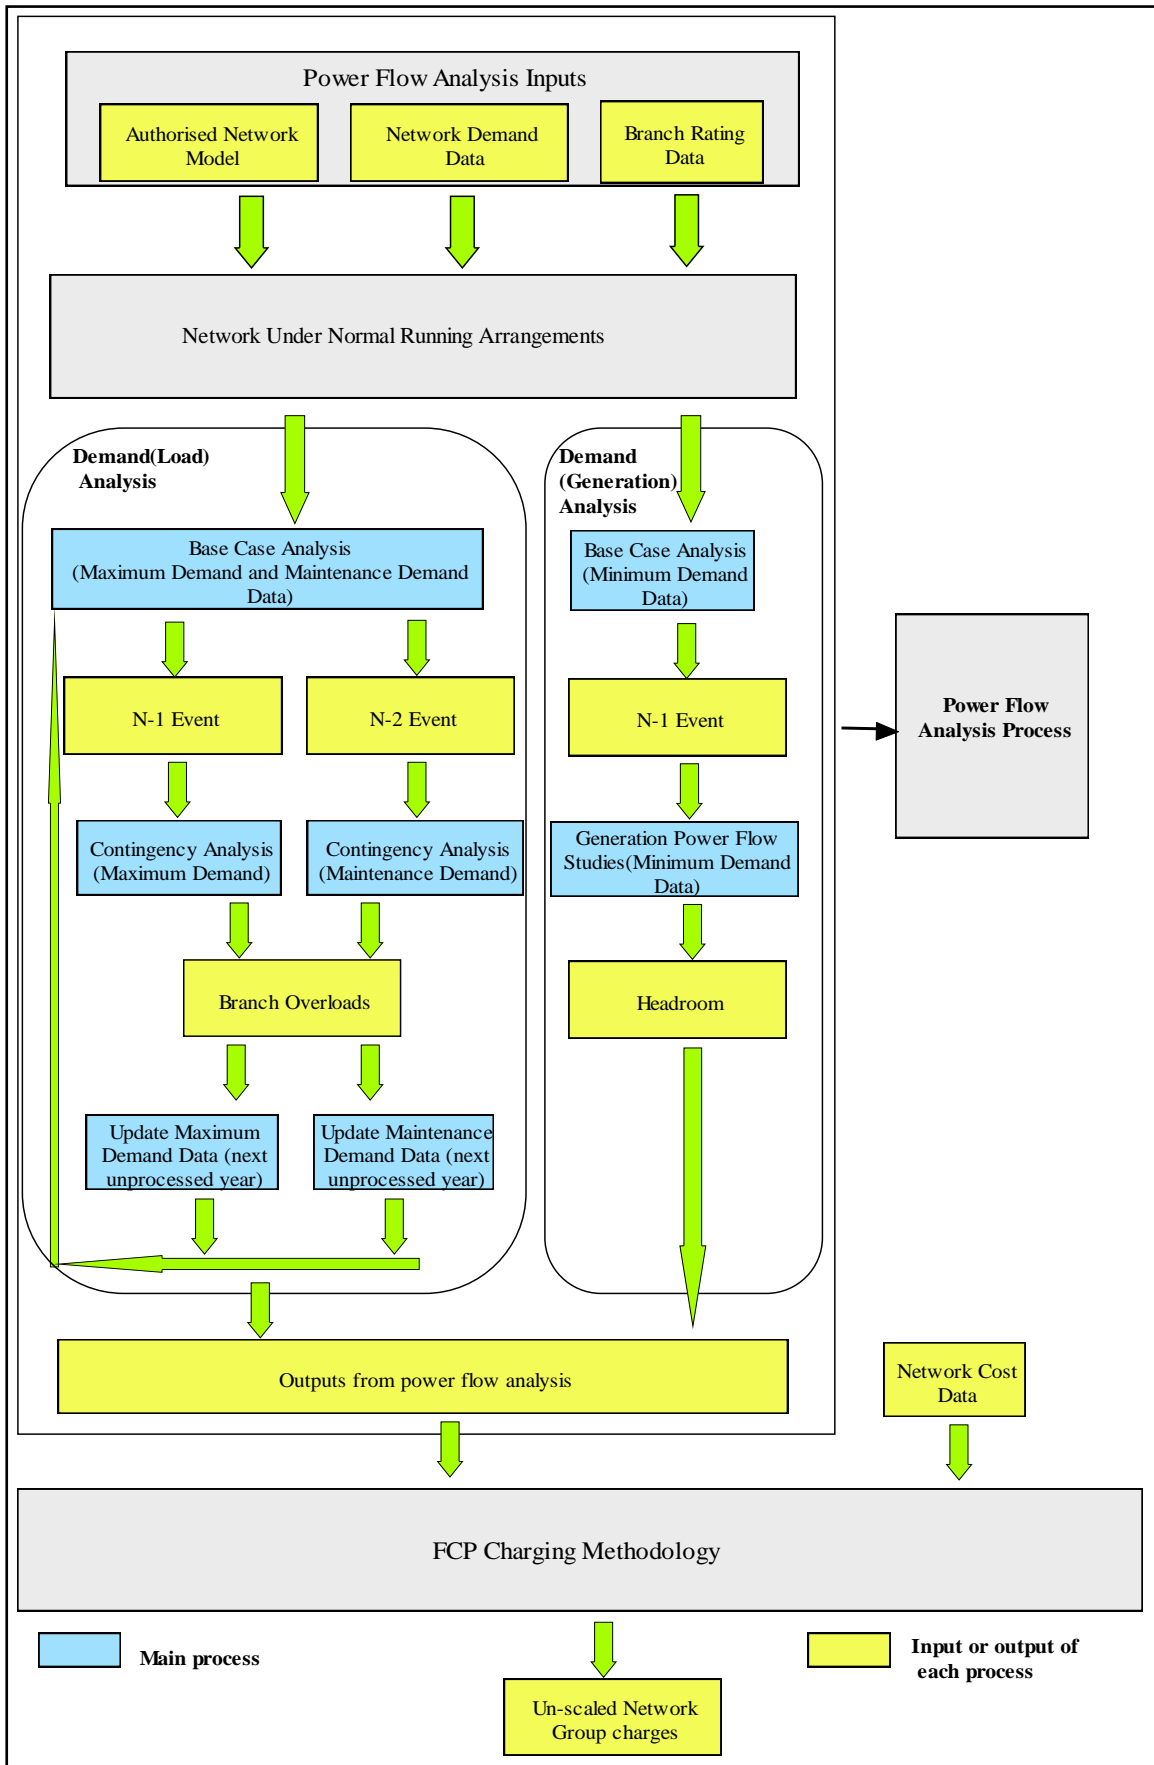 Power Flow Analysis Inputs
Authorised Network
Model
Network Demand
Data
Branch Rating
Data
Network Under Normal Running Arrangements
Demand(Load)
Analysis
Demand
(Generation)
Analysis
Base Case Analysis
(Maximum Demand and Maintenance Demand
Data)
Base Case Analysis
(Minimum Demand
Data)
N-1 Event
N-2 Event
N-1 Event
Power Flow
Analysis Process
Contingency Analysis
(Maximum Demand)
Contingency Analysis
(Maintenance Demand)
Generation Power Flow
Studies(Minimum Demand
Data)
Branch Overloads
Headroom
Update Maximum
Demand Data (next
unprocessed year)
Update Maintenance
Demand Data (next
unprocessed year)
Outputs from power flow analysis
Network Cost
Data
FCP Charging Methodology
Main process
Input or output of
each process
Un-scaled Network
Group charges